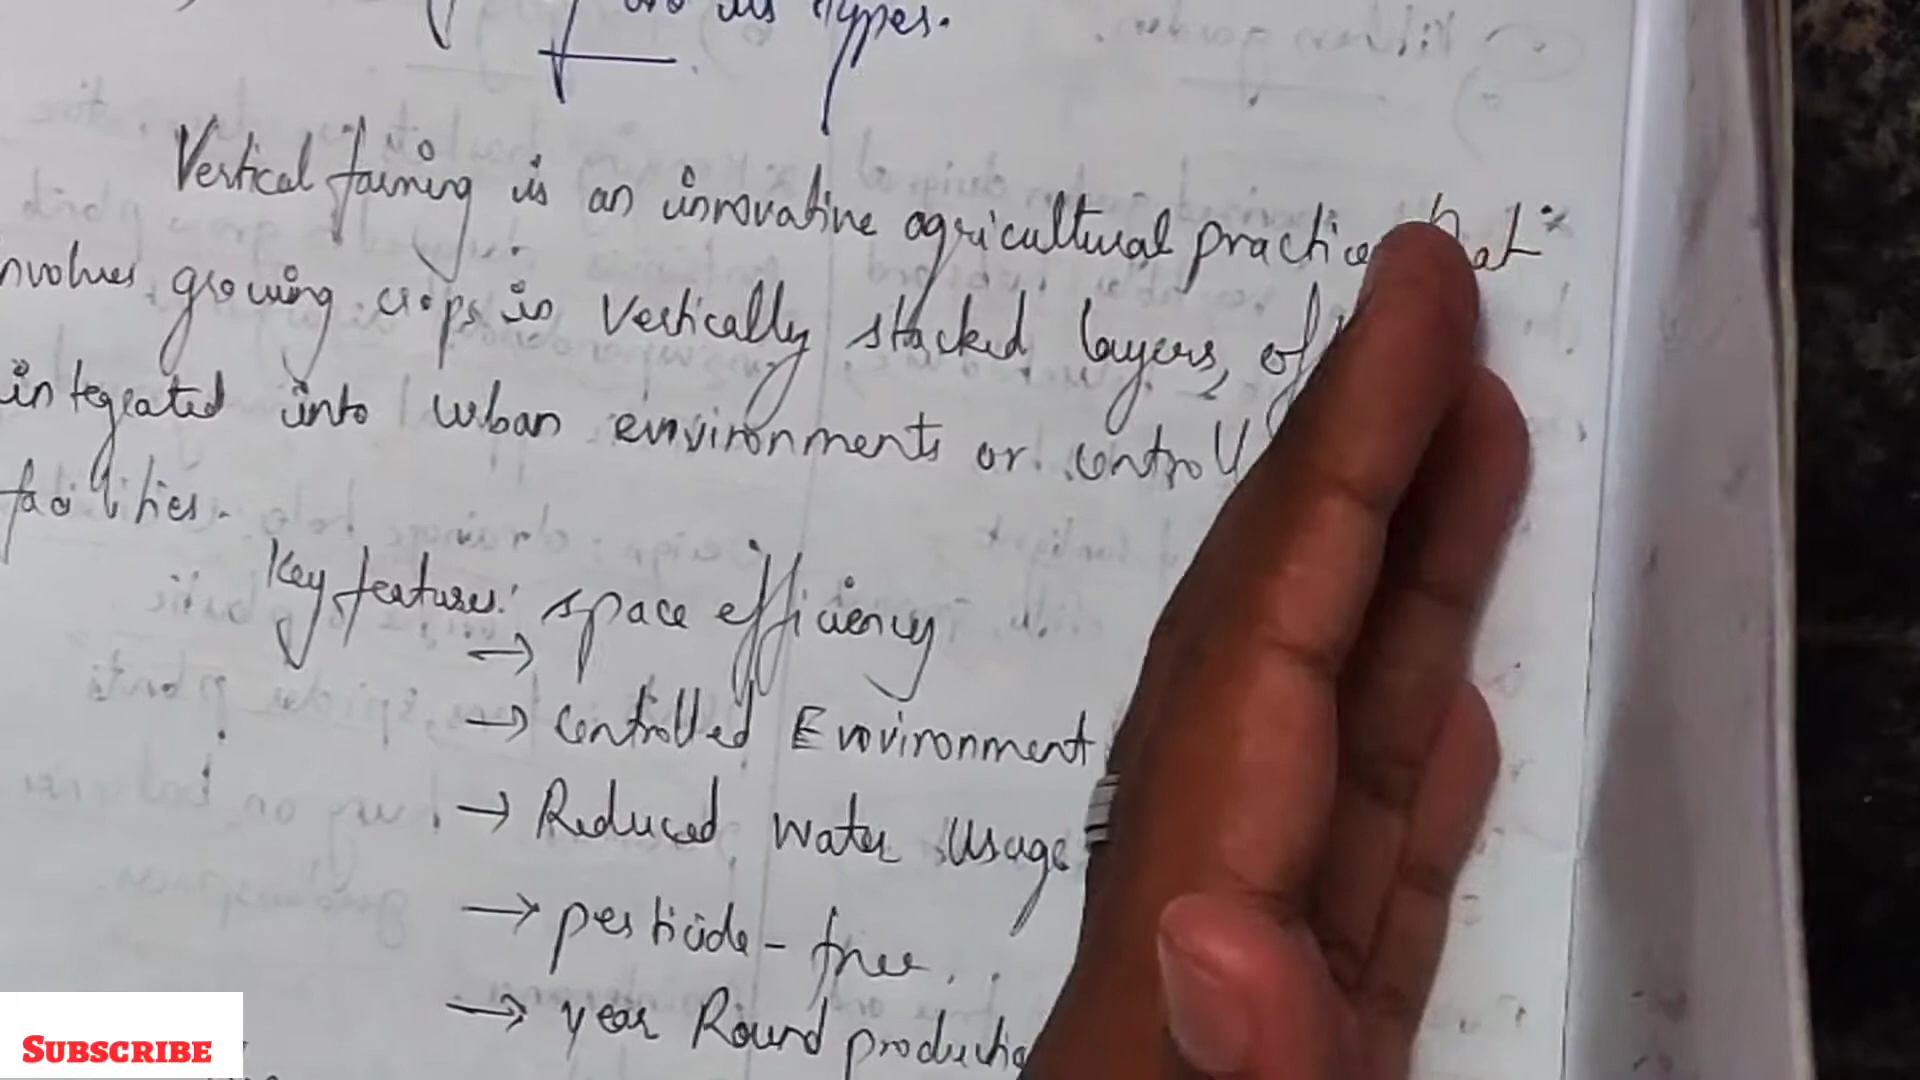 its Types.
Vertical farming is an innovative agricultural practice that
involves growing crops in Vertically stacked layers,
integrated into urban environments or
facilities.
Key features: space efficiency
→ controlled Environment
→ Reduced water usage
→ pesticide-free.
→ year Round
SUBSCRIBE